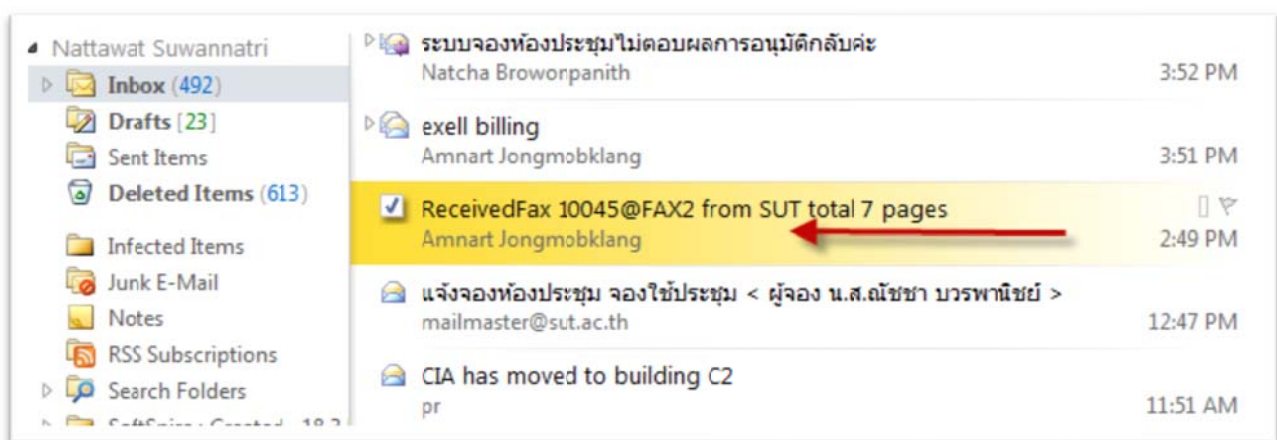 Nattawat Suwannatri
Inbox (492)
Drafts [23]
Sent Items
Deleted Items (613)
Infected Items
Junk E-Mail
Notes
RSS Subscriptions
Search Folders
ระบบจองห้องประชุมไม่ตอบผลการอนุมัติกลับค่ะ
Natcha Browonpanith 3:52 PM
exell billing
Amnart Jongmobklang 3:51 PM
ReceivedFax 10045@FAX2 from SUT total 7 pages
Amnart Jongmobklang 2:49 PM
แจ้งจองห้องประชุม จองใช้ประชุม < ผู้จอง น.ส.ณัชชา บวรพานิชย์ >
mailmaster@sut.ac.th 12:47 PM
CIA has moved to building C2
pr 11:51 AM